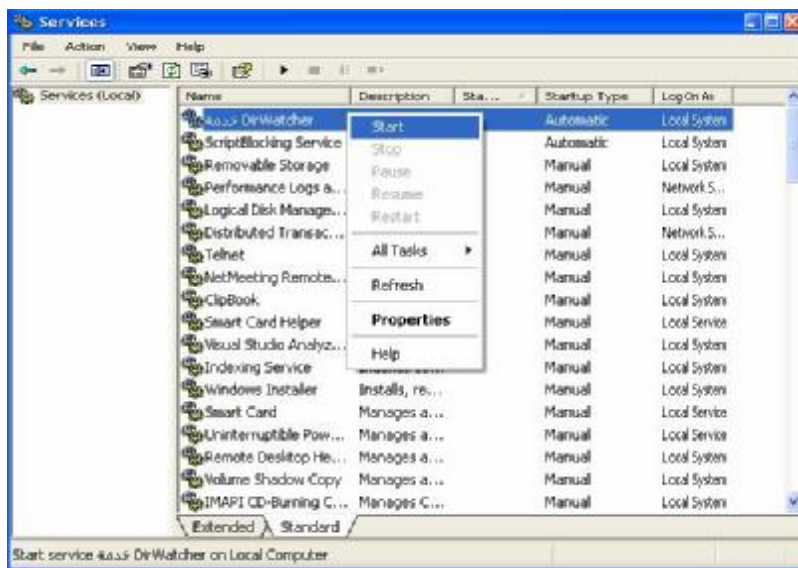 Services
File Action View Help
Services (Local)
Name Description Sta... Startup Type Log On As
خدمة DirWatcher Automatic Local System
ScriptBlocking Service Automatic Local System
Removable Storage Manual Local System
Performance Logs a... Manual Network S...
Logical Disk Manage... Manual Local System
Distributed Transac... Manual Network S...
Telnet Manual Local System
NetMeeting Remote... Manual Local System
ClipBook Manual Local System
Smart Card Helper Manual Local Service
Visual Studio Analyz... Manual Local System
Indexing Service Manual Local System
Windows Installer Installs, re... Manual Local System
Smart Card Manages a... Manual Local Service
Uninterruptible Pow... Manages a... Manual Local Service
Remote Desktop He... Manages a... Manual Local System
Volume Shadow Copy Manages a... Manual Local System
IMAPI CD-Burning C... Manages C... Manual Local System
Start
Stop
Pause
Resume
Restart
All Tasks
Refresh
Properties
Help
Extended Standard
Start service خدمة DirWatcher on Local Computer